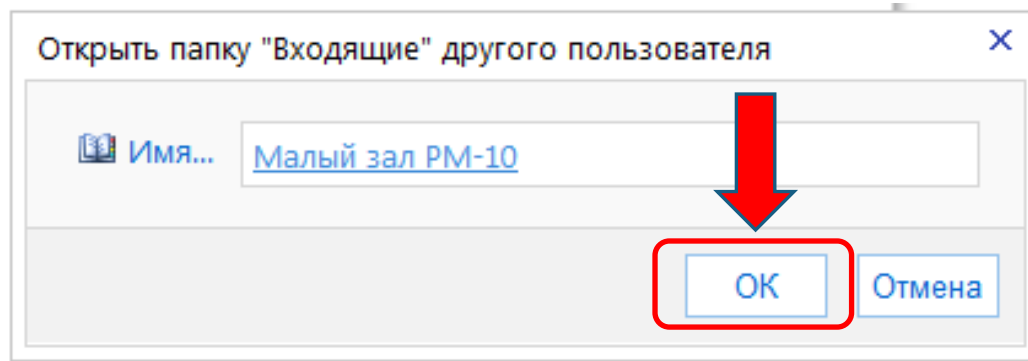 Открыть папку "Входящие" другого пользователя
Имя...
Малый зал РМ-10
ОК
Отмена